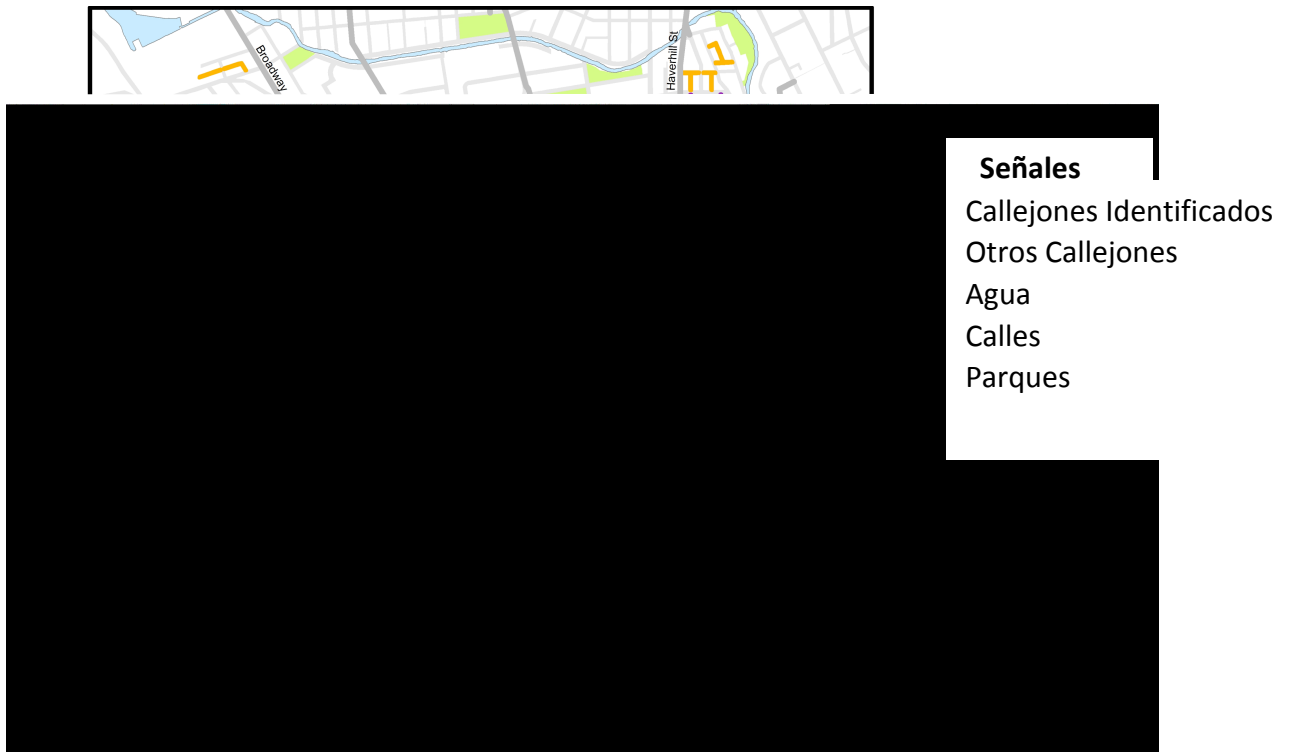 Broadway
Haverhill St
Señales
Callejones Identificados
Otros Callejones
Agua
Calles
Parques